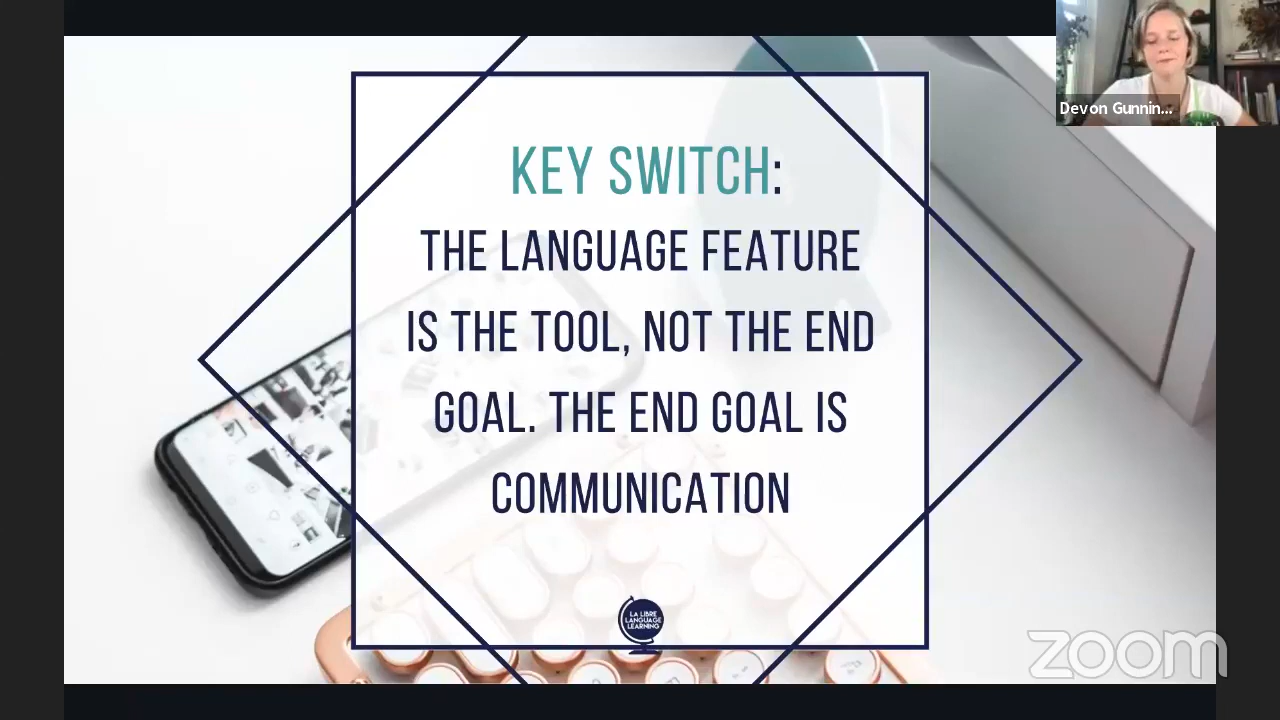 Devon Gunnin...
KEY SWITCH:
THE LANGUAGE FEATURE
IS THE TOOL, NOT THE END
GOAL. THE END GOAL IS
COMMUNICATION
LA LIBRE
LANGUAGE
LEARNING
zoom